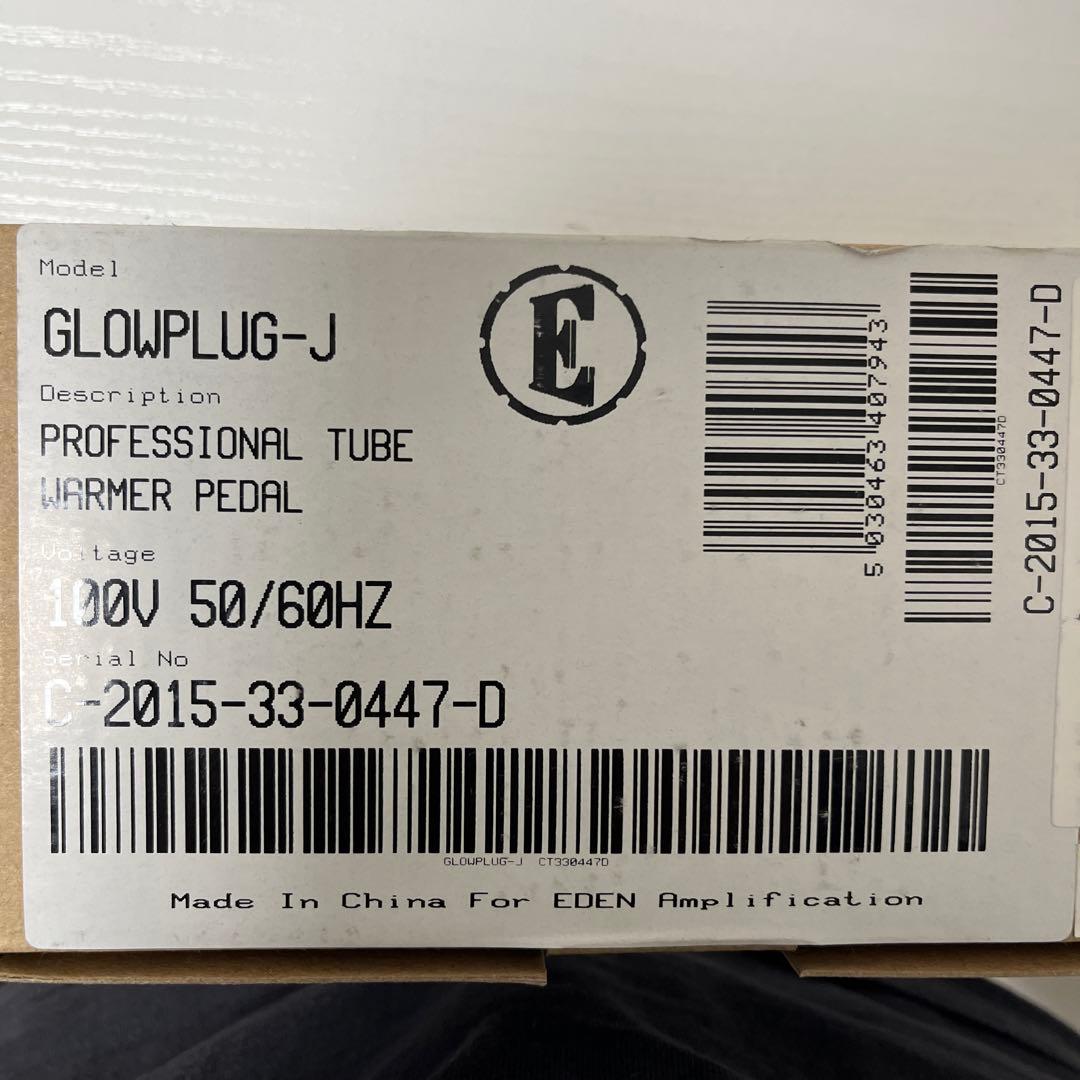 Model
GLOWPLUG-J
Description
PROFESSIONAL TUBE
WARMER PEDAL
Voltage
100V 50/60HZ
Serial No
C-2015-33-0447-D
GLOWPLUG-J CT330447D
Made In China For EDEN Amplification
E
5 030463 407943
CT330447D
C-2015-33-0447-D